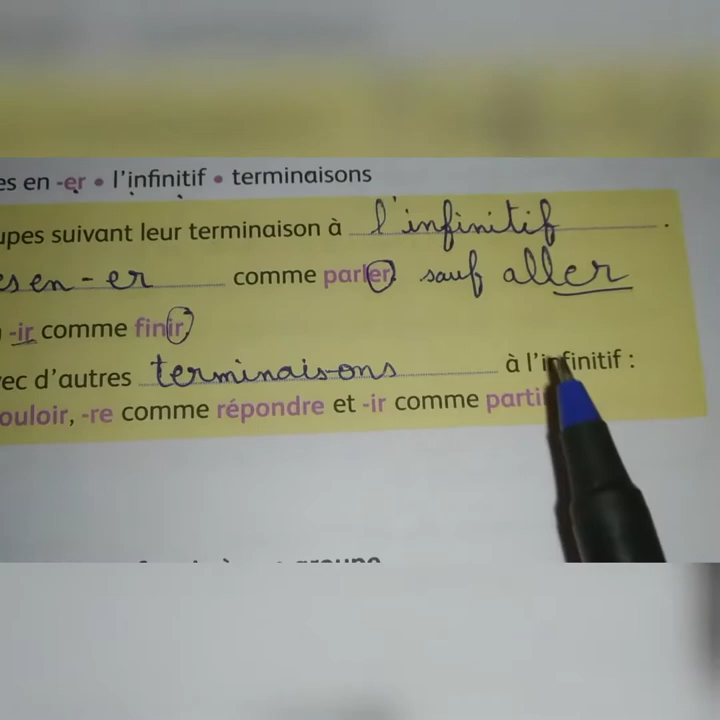 es en -er • l'infinitif • terminaisons
upes suivant leur terminaison à l'infinitif.
s en - er comme parler sauf aller
-ir comme finir
ec d'autres terminaisons à l'infinitif :
ouloir, -re comme répondre et -ir comme parti
groupe